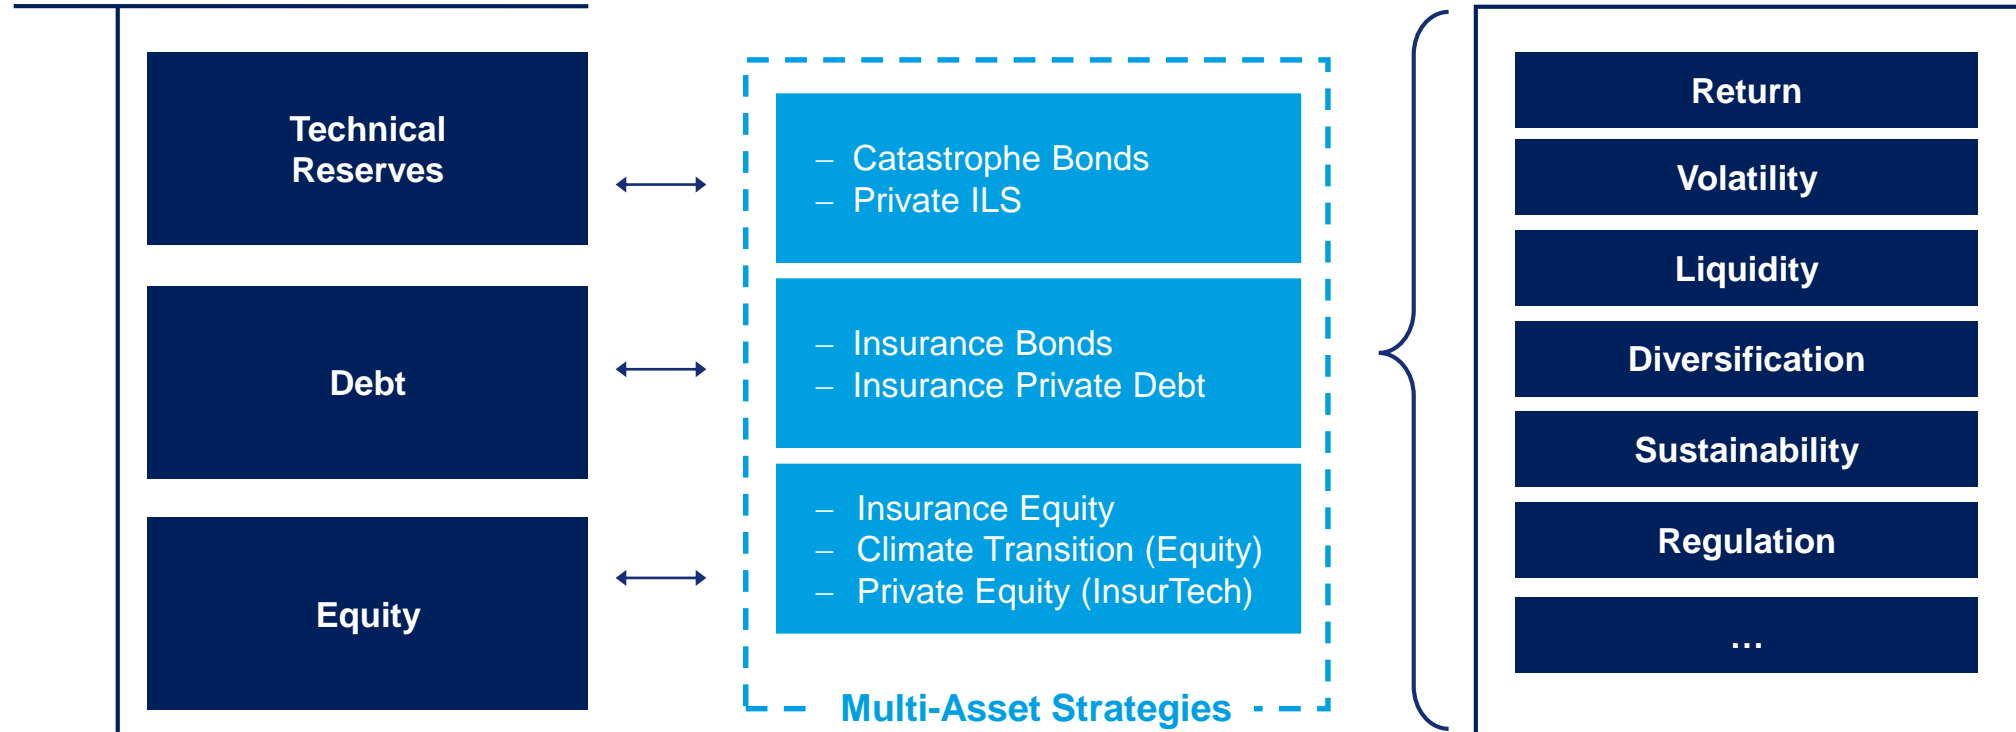 Technical
Reserves
Debt
Equity
– Catastrophe Bonds
– Private ILS
– Insurance Bonds
– Insurance Private Debt
– Insurance Equity
– Climate Transition (Equity)
– Private Equity (InsurTech)
Multi-Asset Strategies
Return
Volatility
Liquidity
Diversification
Sustainability
Regulation
...